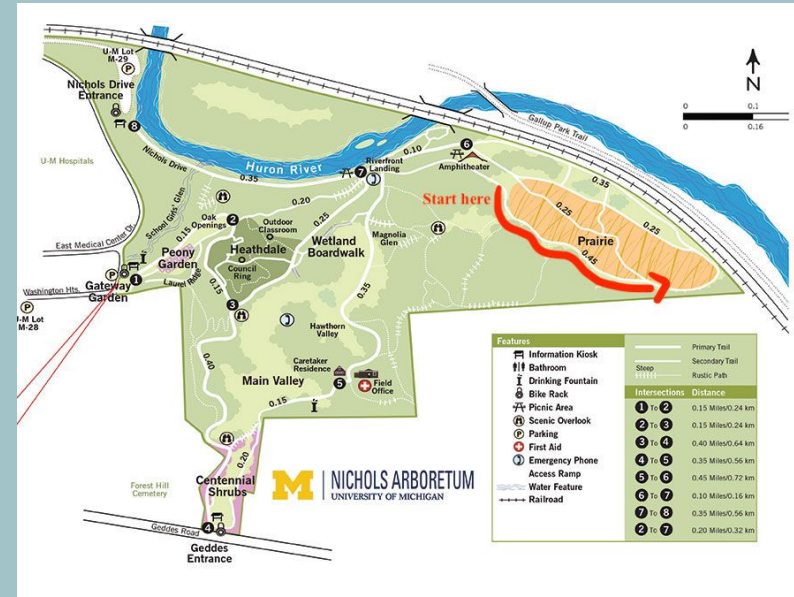 U-M Lot
M-29
Nichols Drive
Entrance
8
U-M Hospitals
Nichols Drive
0.35
Huron River
0.10
6
Amphitheater
7
Riverfront
Landing
Gallup Park Trail
N
0
0.1
0
0.16
0.35
Start here
0.25
0.25
Prairie
0.45
School Girls' Glen
0.20
Oak
Openings
2
Outdoor
Classroom
0.25
0.15
Heathdale
Wetland
Boardwalk
Magnolia
Glen
East Medical Center Dr.
Peony
Garden
Council
Ring
Laurel Ridge
0.15
Washington Hts.
1
Gateway
Garden
U-M Lot
M-28
3
0.35
Hawthorn
Valley
0.40
Caretaker
Residence
5
Field
Office
Main Valley
0.15
0.20
Centennial
Shrubs
Forest Hill
Cemetery
4
Geddes Road
Geddes
Entrance
M
NICHOLS ARBORETUM
UNIVERSITY OF MICHIGAN
Features
Information Kiosk
Bathroom
Drinking Fountain
Bike Rack
Picnic Area
Scenic Overlook
P Parking
First Aid
Emergency Phone
Access Ramp
Water Feature
Railroad
Primary Trail
Secondary Trail
Steep
Rustic Path
Intersections Distance
1 To 2 0.15 Miles/0.24 km
2 To 3 0.15 Miles/0.24 km
3 To 4 0.40 Miles/0.64 km
4 To 5 0.35 Miles/0.56 km
5 To 6 0.45 Miles/0.72 km
6 To 7 0.10 Miles/0.16 km
7 To 8 0.35 Miles/0.56 km
2 To 7 0.20 Miles/0.32 km